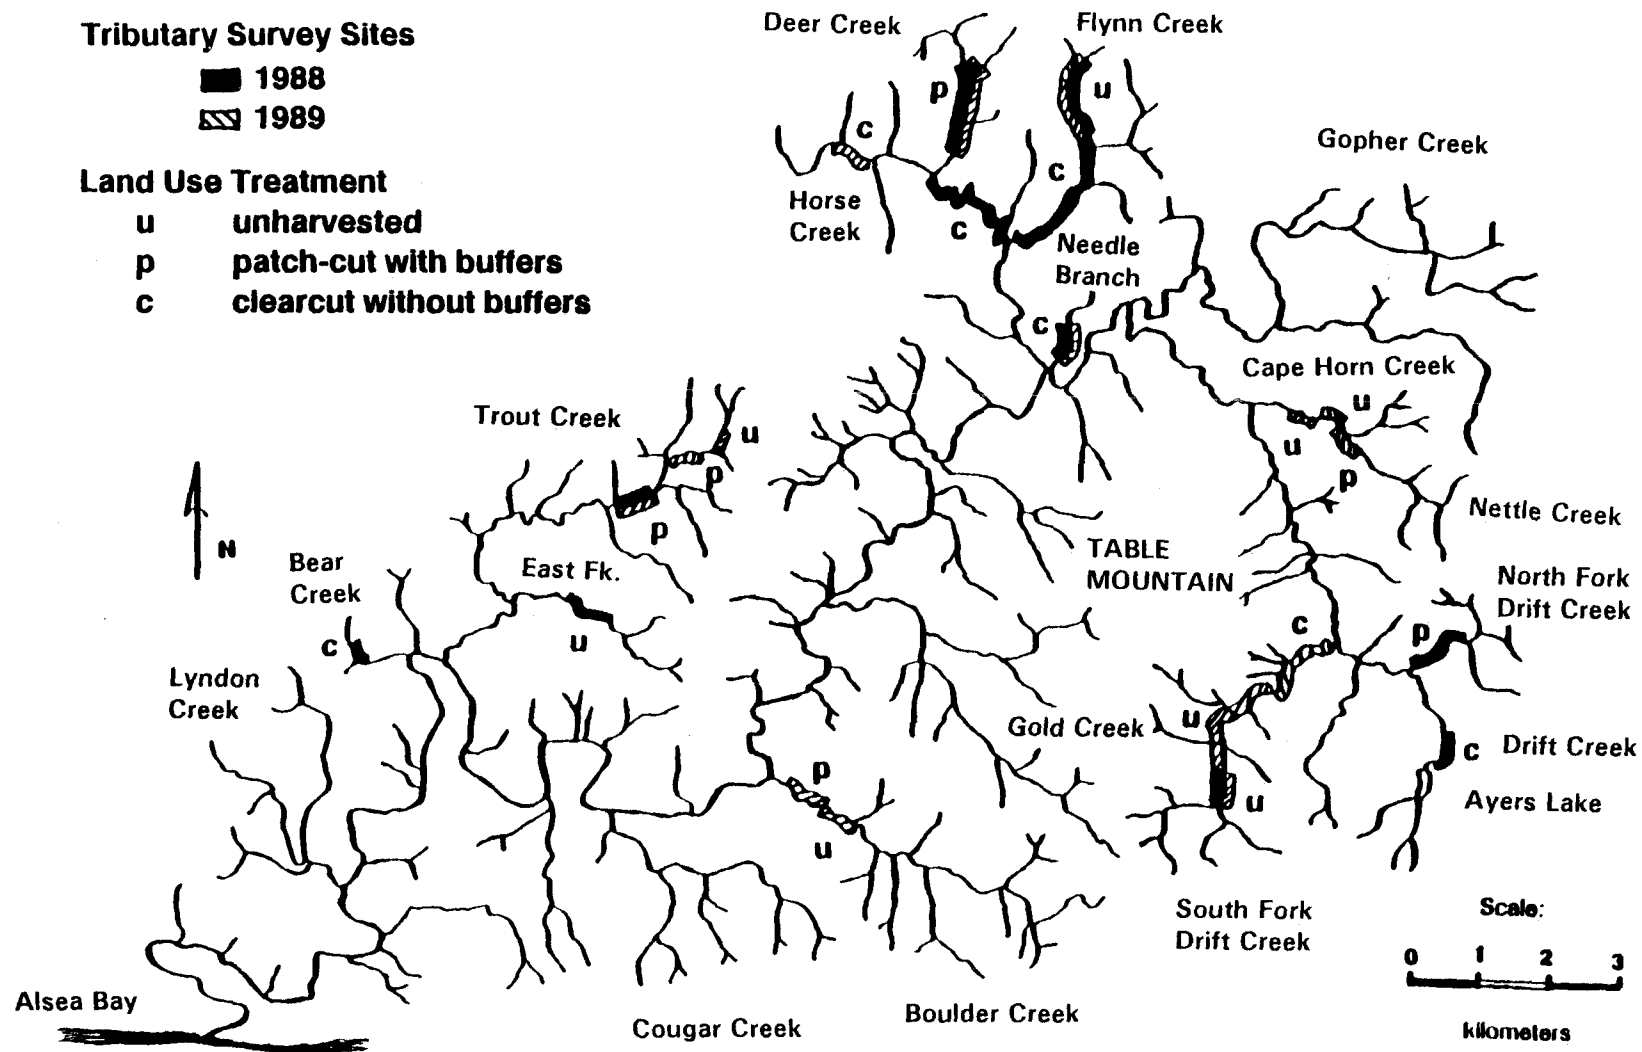 Tributary Survey Sites
1988
1989
Land Use Treatment
u unharvested
p patch-cut with buffers
c clearcut without buffers
Deer Creek
Flynn Creek
p
u
c
Gopher Creek
c
Horse
Creek
c
Needle
Branch
c
Cape Horn Creek
u
u
p
Trout Creek
u
p
p
Nettle Creek
N
TABLE
MOUNTAIN
Bear
Creek
East Fk.
u
c
North Fork
Drift Creek
p
c
Lyndon
Creek
Gold Creek
u
c Drift Creek
p
u
Ayers Lake
u
South Fork
Drift Creek
Scale:
0 1 2 3
kilometers
Alsea Bay
Cougar Creek
Boulder Creek